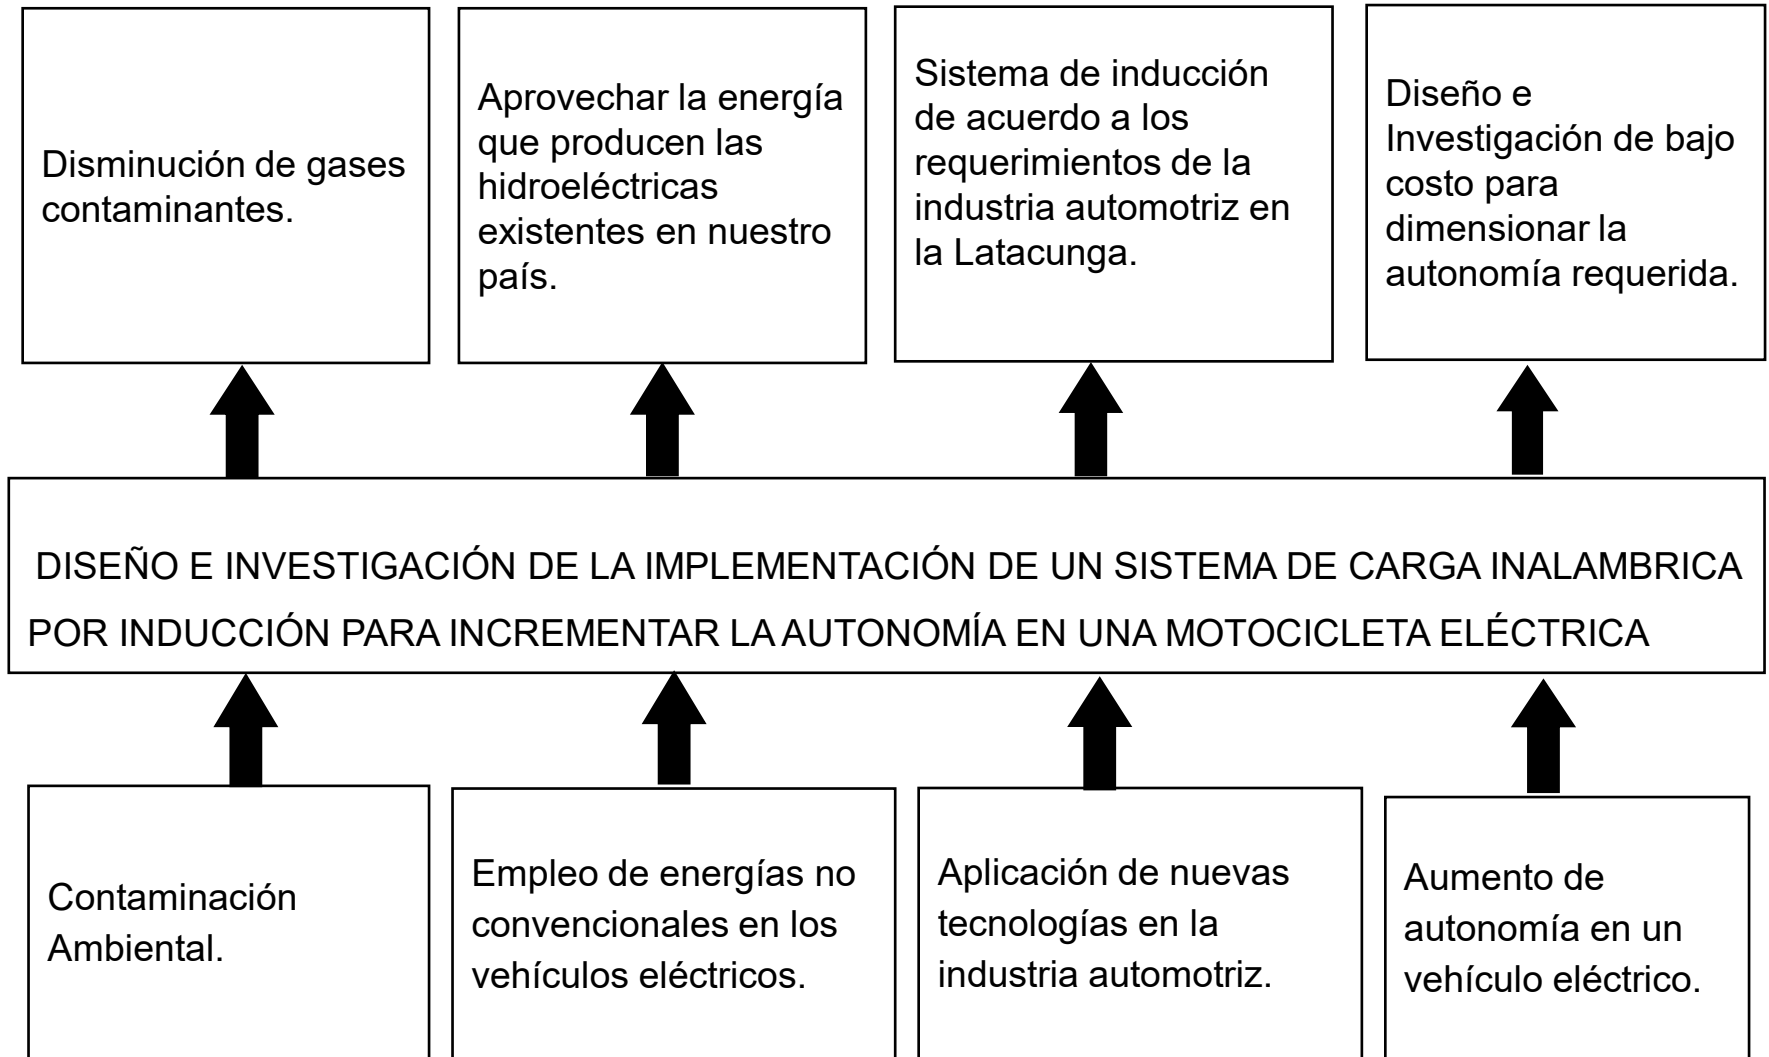 Disminución de gases
contaminantes.
Aprovechar la energía
que producen las
hidroeléctricas
existentes en nuestro
país.
Sistema de inducción
de acuerdo a los
requerimientos de la
industria automotriz en
la Latacunga.
Diseño e
Investigación de bajo
costo para
dimensionar la
autonomía requerida.
DISEÑO E INVESTIGACIÓN DE LA IMPLEMENTACIÓN DE UN SISTEMA DE CARGA INALAMBRICA
POR INDUCCIÓN PARA INCREMENTAR LA AUTONOMÍA EN UNA MOTOCICLETA ELÉCTRICA
Contaminación
Ambiental.
Empleo de energías no
convencionales en los
vehículos eléctricos.
Aplicación de nuevas
tecnologías en la
industria automotriz.
Aumento de
autonomía en un
vehículo eléctrico.